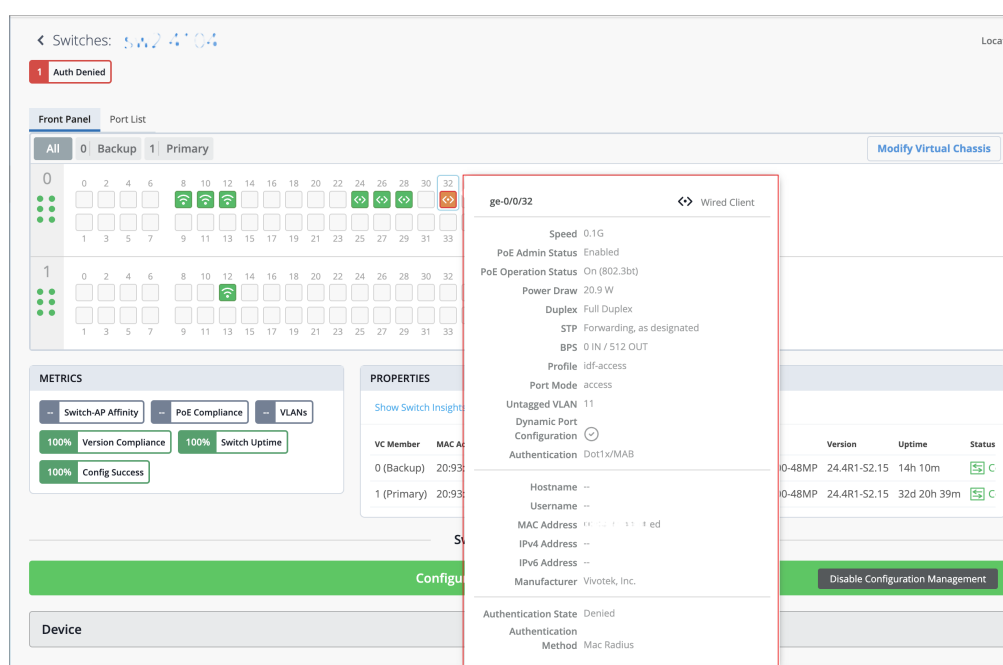 Switches:
Loca
1 Auth Denied
Front Panel Port List
All 0 Backup 1 Primary Modify Virtual Chassis
0
0 2 4 6 8 10 12 14 16 18 20 22 24 26 28 30 32
1 3 5 7 9 11 13 15 17 19 21 23 25 27 29 31 33
1
0 2 4 6 8 10 12 14 16 18 20 22 24 26 28 30 32
1 3 5 7 9 11 13 15 17 19 21 23 25 27 29 31 33
ge-0/0/32 Wired Client
Speed 0.1G
PoE Admin Status Enabled
PoE Operation Status On (802.3bt)
Power Draw 20.9 W
Duplex Full Duplex
STP Forwarding, as designated
BPS 0 IN / 512 OUT
Profile idf-access
Port Mode access
Untagged VLAN 11
Dynamic Port
Configuration
Authentication Dot1x/MAB
Hostname --
Username --
MAC Address ed
IPv4 Address --
IPv6 Address --
Manufacturer Vivotek, Inc.
Authentication State Denied
Authentication
Method Mac Radius
METRICS
-- Switch-AP Affinity -- PoE Compliance -- VLANs
100% Version Compliance 100% Switch Uptime
100% Config Success
PROPERTIES
Show Switch Insights
VC Member MAC Ad Version Uptime Status
0 (Backup) 20:93: 0-48MP 24.4R1-S2.15 14h 10m C
1 (Primary) 20:93: 0-48MP 24.4R1-S2.15 32d 20h 39m C
Sw
Configu Disable Configuration Management
Device